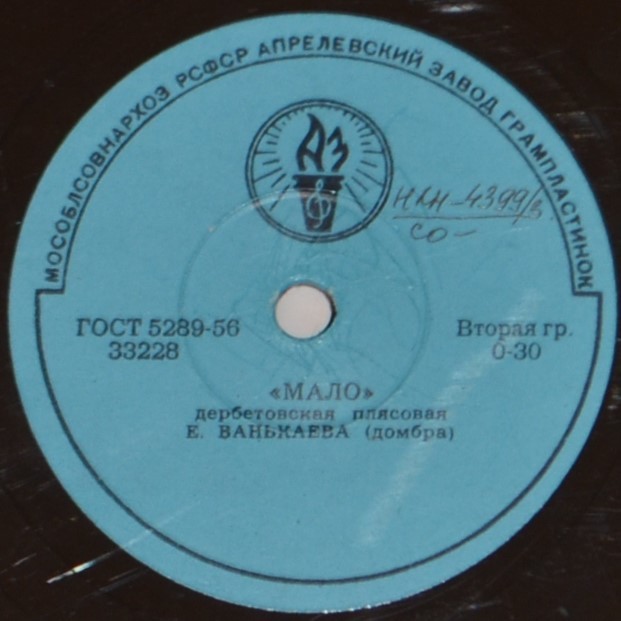 МОСОБЛСОВНАРХОЗ РСФСР АПРЕЛЕВСКИЙ ЗАВОД ГРАМПЛАСТИНОК
АЗ
СО-
ГОСТ 5289-56
33228
Вторая гр.
0-30
«МАЛО»
дербетовская плясовая
Е. ВАНЬКАЕВА (домбра)